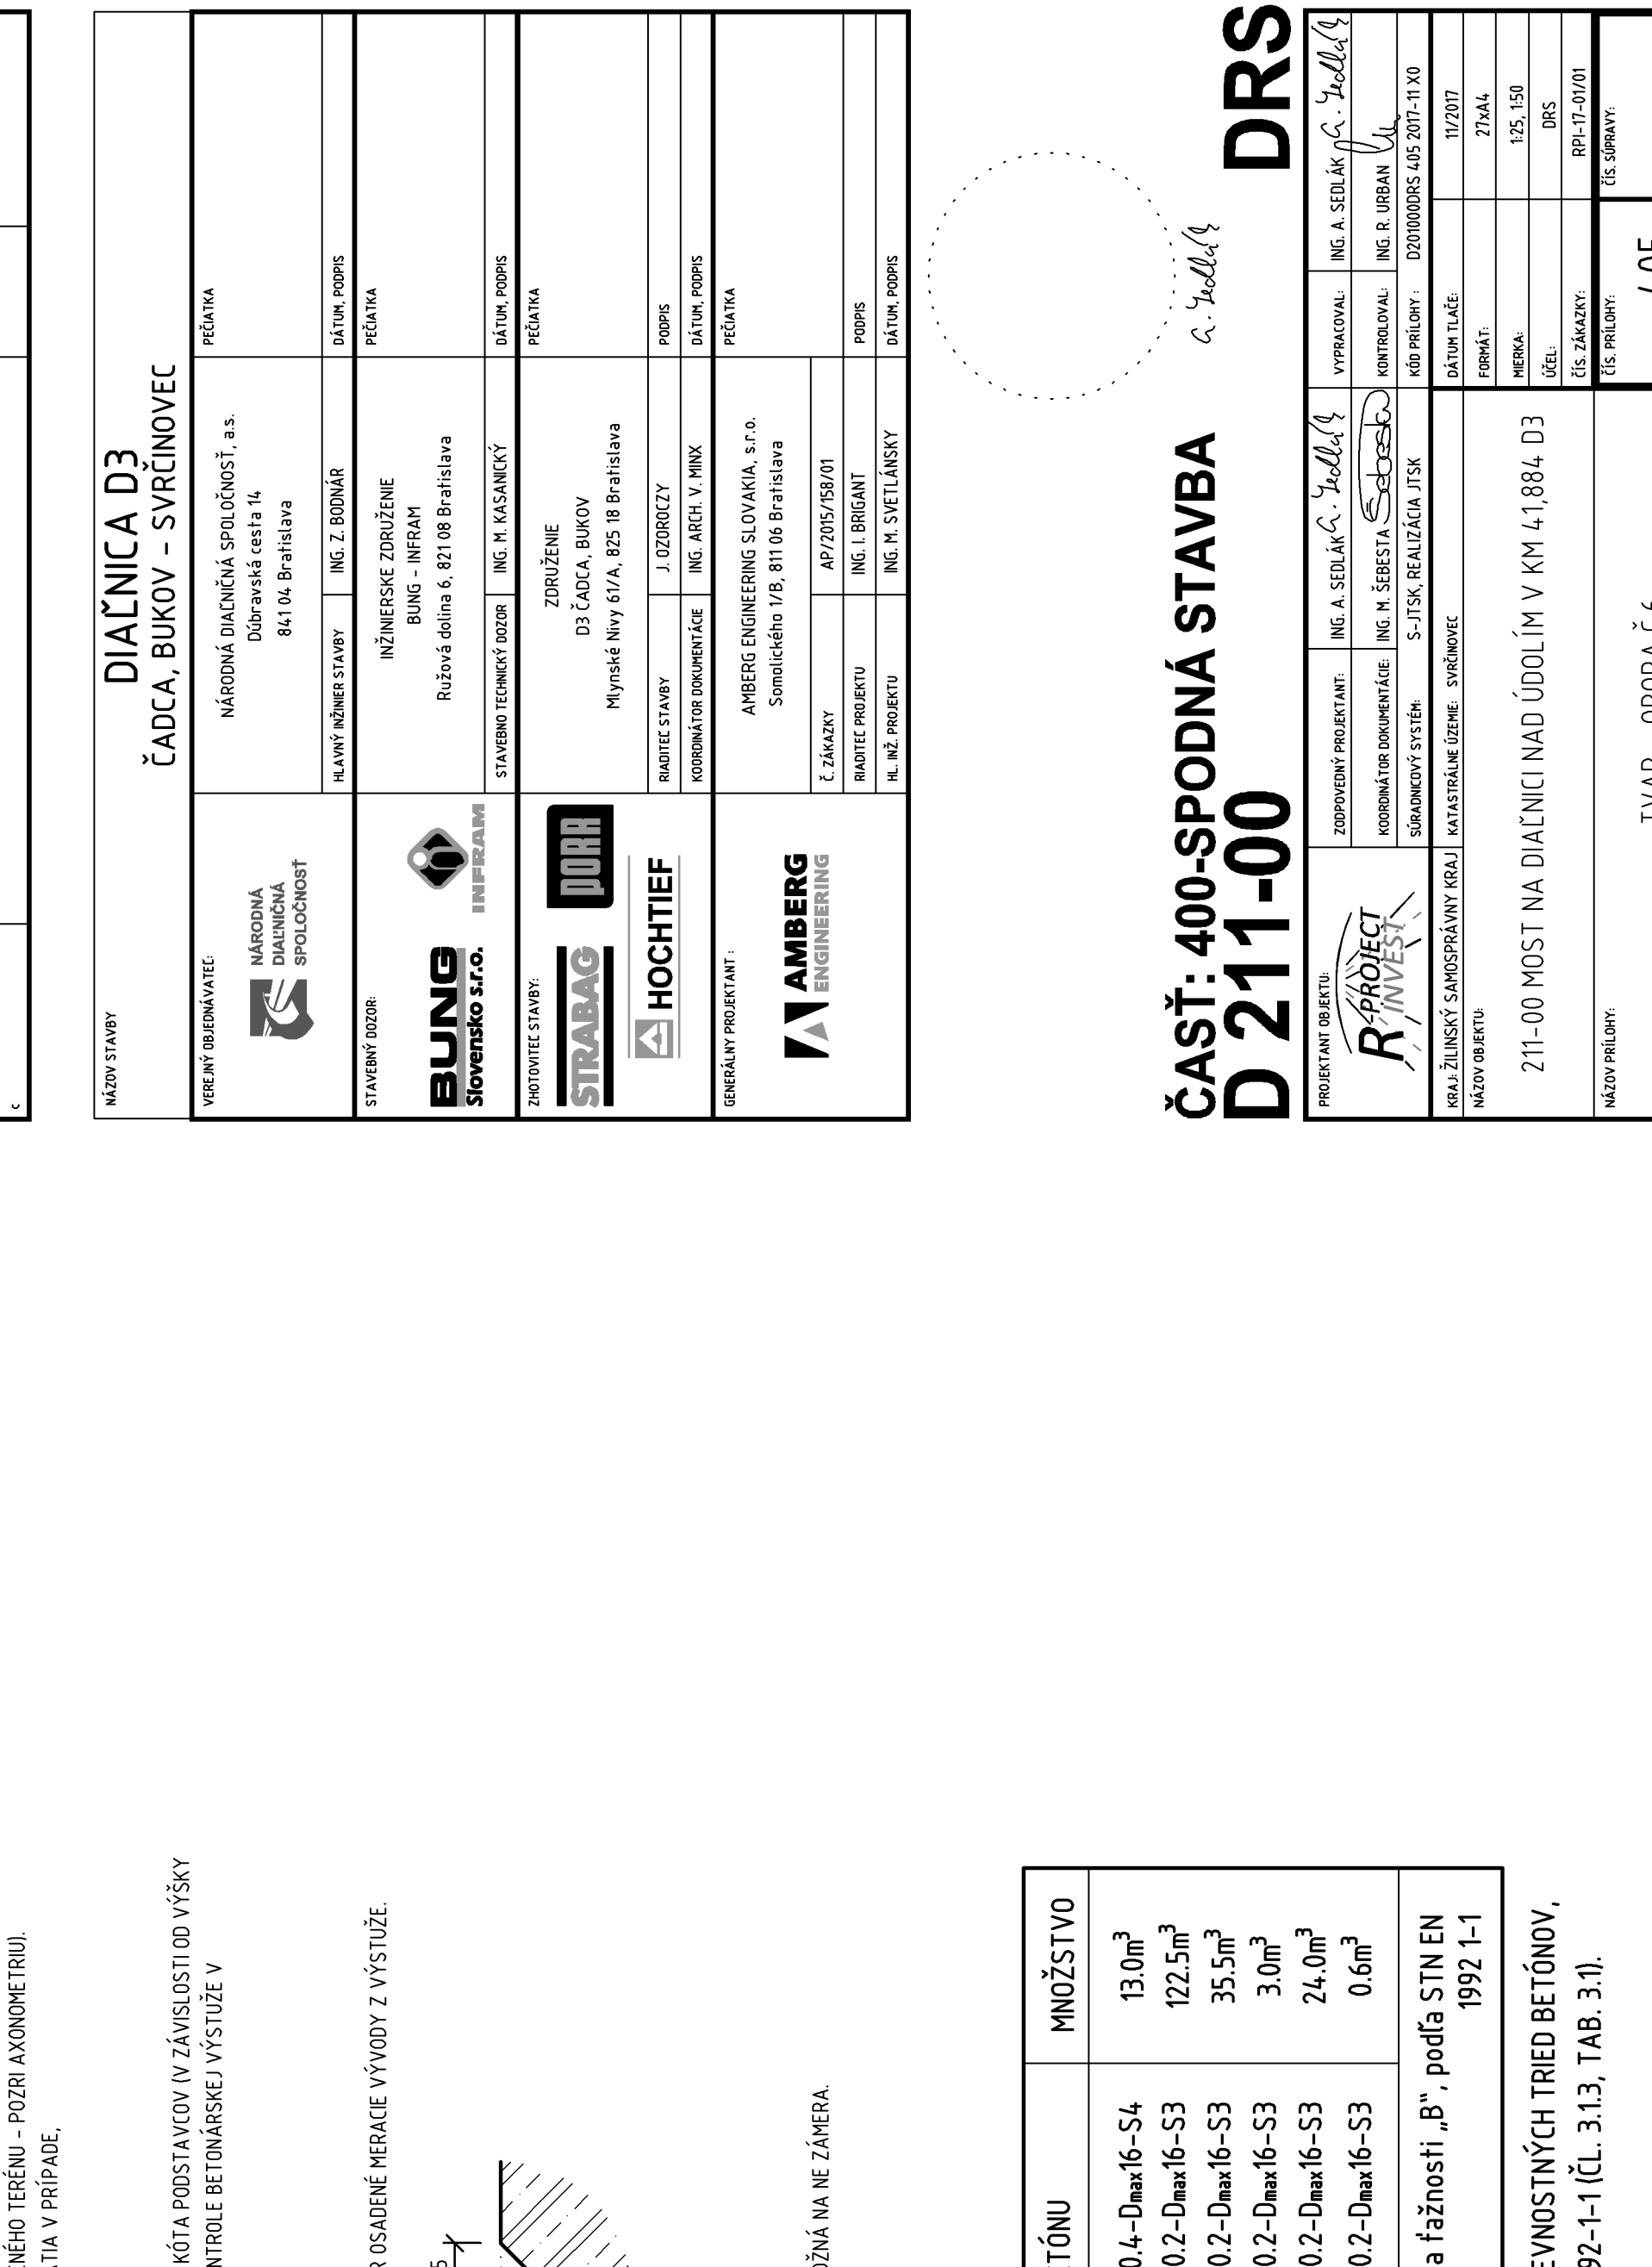 NÁZOV STAVBY
DIAĽNICA D3
ČADCA, BUKOV - SVRČINOVEC
VEREJNÝ OBJEDNÁVATEĽ:
NÁRODNÁ
DIAĽNIČNÁ
SPOLOČNOSŤ
NÁRODNÁ DIAĽNIČNÁ SPOLOČNOSŤ, a.s.
Dúbravská cesta 14
841 04 Bratislava
PEČIATKA
HLAVNÝ INŽINIER STAVBY ING. Z. BODNÁR DÁTUM, PODPIS
STAVEBNÝ DOZOR:
BUNG
Slovensko s.r.o.
INFRAM
INŽINIERSKE ZDRUŽENIE
BUNG - INFRAM
Ružová dolina 6, 821 08 Bratislava
PEČIATKA
STAVEBNO TECHNICKÝ DOZOR ING. M. KASANICKÝ DÁTUM, PODPIS
ZHOTOVITEĽ STAVBY:
STRABAG
PORR
HOCHTIEF
ZDRUŽENIE
D3 ČADCA, BUKOV
Mlynské Nivy 61/A, 825 18 Bratislava
PEČIATKA
RIADITEĽ STAVBY J. OZOROCZY PODPIS
KOORDINÁTOR DOKUMENTÁCIE ING. ARCH. V. MINX DÁTUM, PODPIS
GENERÁLNY PROJEKTANT :
AMBERG
ENGINEERING
AMBERG ENGINEERING SLOVAKIA, s.r.o.
Somolického 1/B, 811 06 Bratislava
PEČIATKA
Č. ZÁKAZKY AP/2015/158/01
RIADITEĽ PROJEKTU ING. I. BRIGANT PODPIS
HL. INŽ. PROJEKTU ING. M. SVETLÁNSKY DÁTUM, PODPIS
ČASŤ: 400-SPODNÁ STAVBA
D 211-00 DRS
PROJEKTANT OBJEKTU:
R-PROJECT
INVEST
ZODPOVEDNÝ PROJEKTANT: ING. A. SEDLÁK VYPRACOVAL: ING. A. SEDLÁK
KOORDINÁTOR DOKUMENTÁCIE: ING. M. ŠEBESTA KONTROLOVAL: ING. R. URBAN
SÚRADNICOVÝ SYSTÉM: S-JTSK, REALIZÁCIA JTSK KÓD PRÍLOHY : D201000DRS 405 2017-11 X0
KRAJ: ŽILINSKÝ SAMOSPRÁVNY KRAJ KATASTRÁLNE ÚZEMIE: SVRČINOVEC
DÁTUM TLAČE: 11/2017
NÁZOV OBJEKTU:
FORMÁT: 27xA4
MIERKA: 1:25, 1:50
211-00 MOST NA DIAĽNICI NAD ÚDOLÍM V KM 41,884 D3
ÚČEL: DRS
ČÍS. ZÁKAZKY: RPI-17-01/01
NÁZOV PRÍLOHY:
ČÍS. PRÍLOHY:
ČÍS. SÚPRAVY:
NÉHO TERÉNU - POZRI AXONOMETRIU).
TIA V PRÍPADE,
KÓTA PODSTAVCOV (V ZÁVISLOSTI OD VÝŠKY
NTROLE BETONÁRSKEJ VÝSTUŽE V
R OSADENÉ MERACIE VÝVODY Z VÝSTUŽE.
OŽNÁ NA NE ZÁMERA.
TÓNU MNOŽSTVO
0.4-Dmax16-S4 13.0m³
0.2-Dmax16-S3 122.5m³
0.2-Dmax16-S3 35.5m³
0.2-Dmax16-S3 3.0m³
0.2-Dmax16-S3 24.0m³
0.2-Dmax16-S3 0.6m³
a ťažnosti „B“, podľa STN EN
1992 1-1
EVNOSTNÝCH TRIED BETÓNOV,
92-1-1 (ČL. 3.1.3, TAB. 3.1).